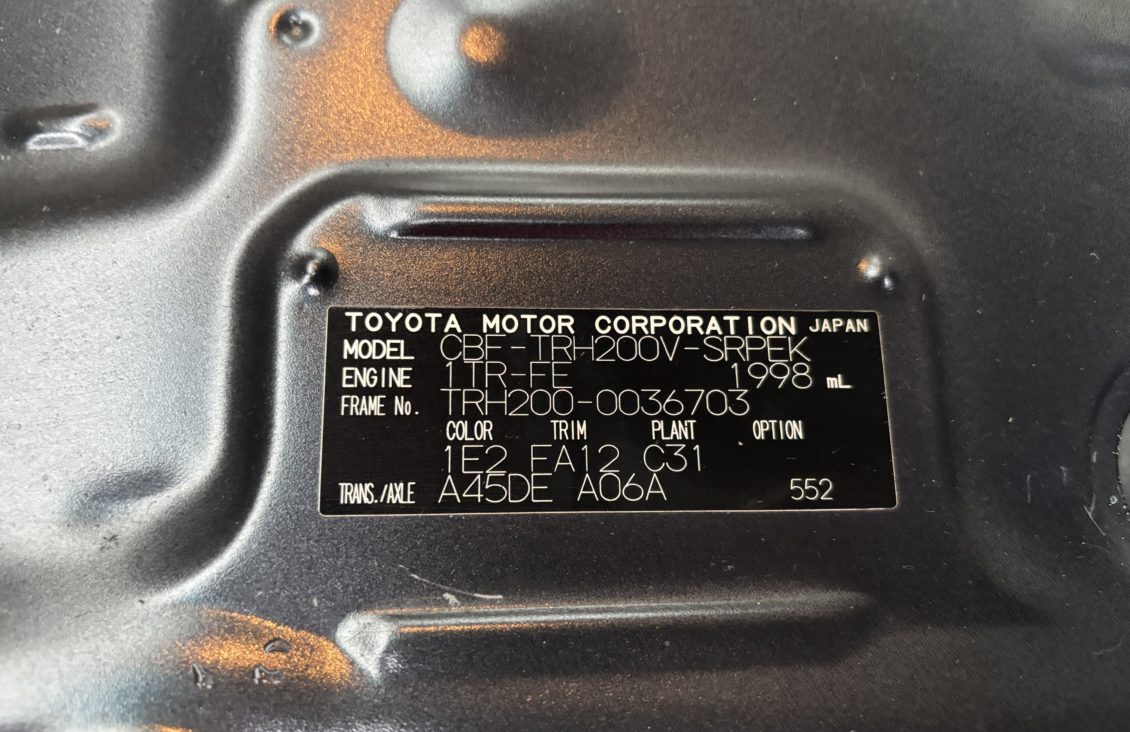 TOYOTA MOTOR CORPORATION JAPAN
MODEL CBF-TRH200V-SRPEK
ENGINE 1TR-FE 1998 mL
FRAME No. TRH200-0036703
COLOR TRIM PLANT OPTION
1E2 FA12 C31
TRANS./AXLE A45DE A06A 552